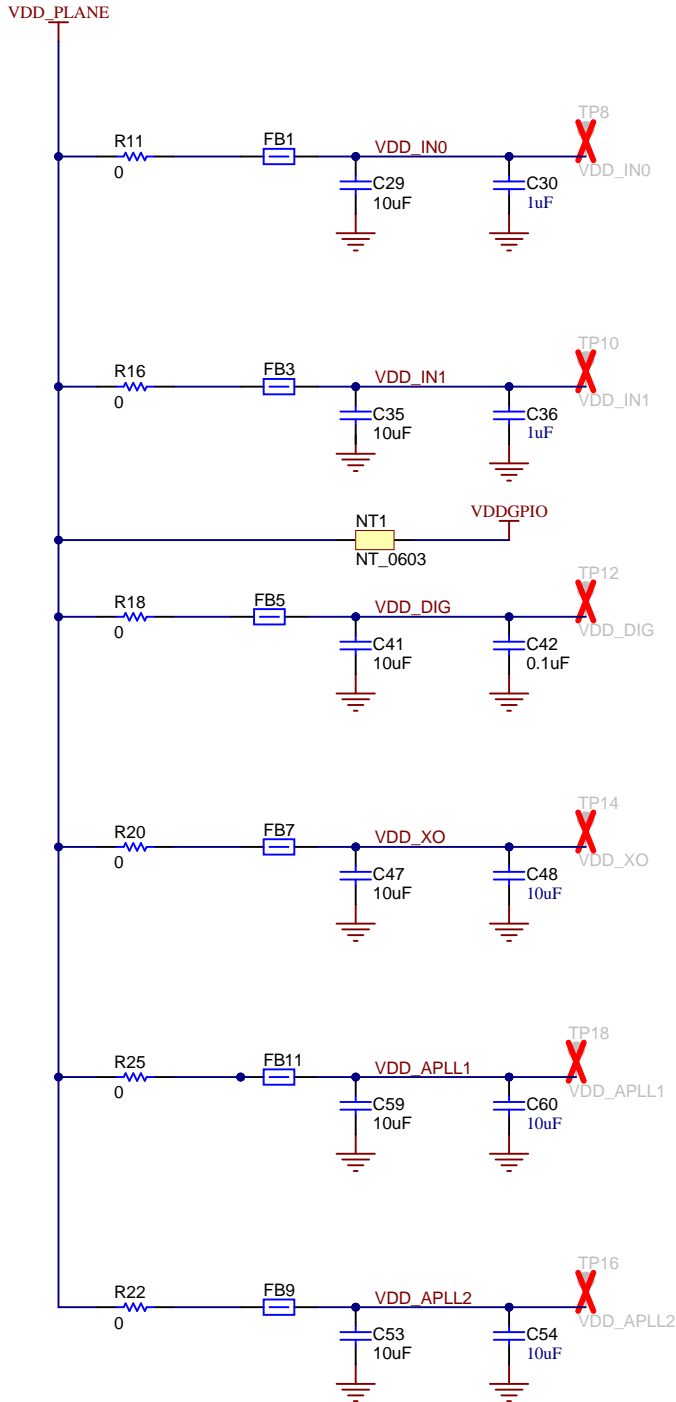 VDD_PLANE
TP8
R11
FB1
VDD_IN0
0
VDD_IN0
C29
10uF
C30
1uF
TP10
R16
FB3
VDD_IN1
0
VDD_IN1
C35
10uF
C36
1uF
NT1
VDDGPIO
NT_0603
TP12
R18
FB5
VDD_DIG
0
VDD_DIG
C41
10uF
C42
0.1uF
TP14
R20
FB7
VDD_XO
0
VDD_XO
C47
10uF
C48
10uF
TP18
R25
FB11
VDD_APLL1
0
VDD_APLL1
C59
10uF
C60
10uF
TP16
R22
FB9
VDD_APLL2
0
VDD_APLL2
C53
10uF
C54
10uF